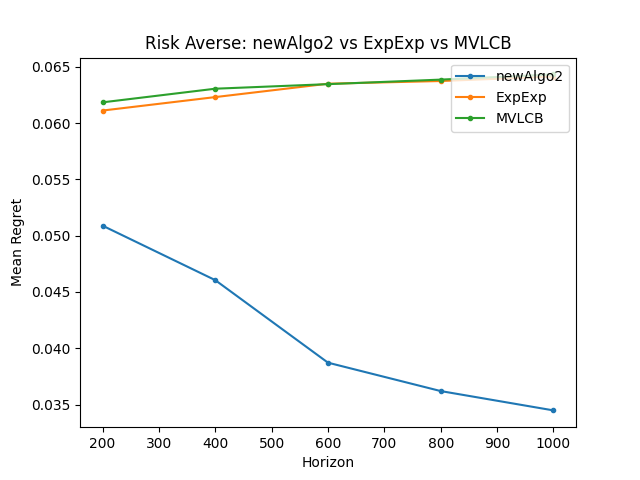 Risk Averse: newAlgo2 vs ExpExp vs MVLCB
0.065
0.060
0.055
0.050
0.045
0.040
0.035
Mean Regret
newAlgo2
ExpExp
MVLCB
200
300
400
500
600
700
800
900
1000
Horizon